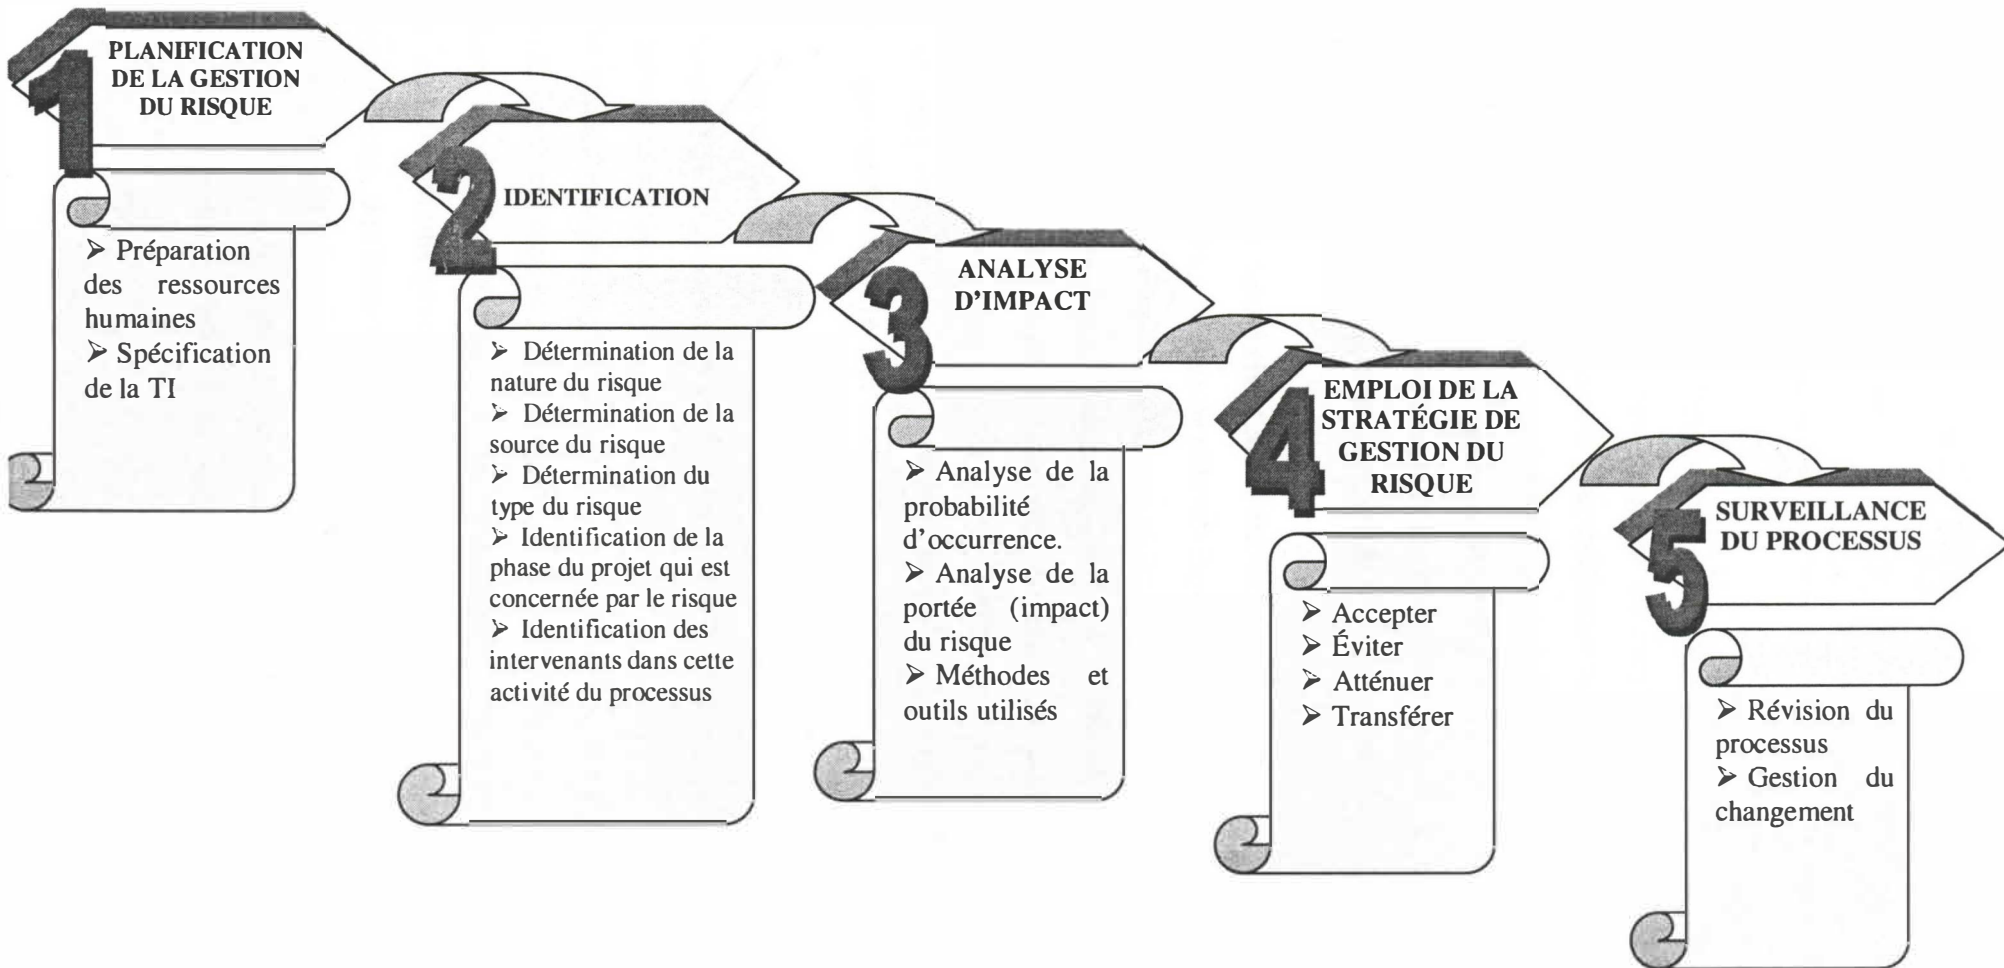 1
PLANIFICATION
DE LA GESTION
DU RISQUE
➢ Préparation
des ressources
humaines
➢ Spécification
de la TI
2
IDENTIFICATION
➢ Détermination de la
nature du risque
➢ Détermination de la
source du risque
➢ Détermination du
type du risque
➢ Identification de la
phase du projet qui est
concernée par le risque
➢ Identification des
intervenants dans cette
activité du processus
3
ANALYSE
D'IMPACT
➢ Analyse de la
probabilité
d'occurrence.
➢ Analyse de la
portée (impact)
du risque
➢ Méthodes et
outils utilisés
4
EMPLOI DE LA
STRATÉGIE DE
GESTION DU
RISQUE
➢ Accepter
➢ Éviter
➢ Atténuer
➢ Transférer
5
SURVEILLANCE
DU PROCESSUS
➢ Révision du
processus
➢ Gestion du
changement